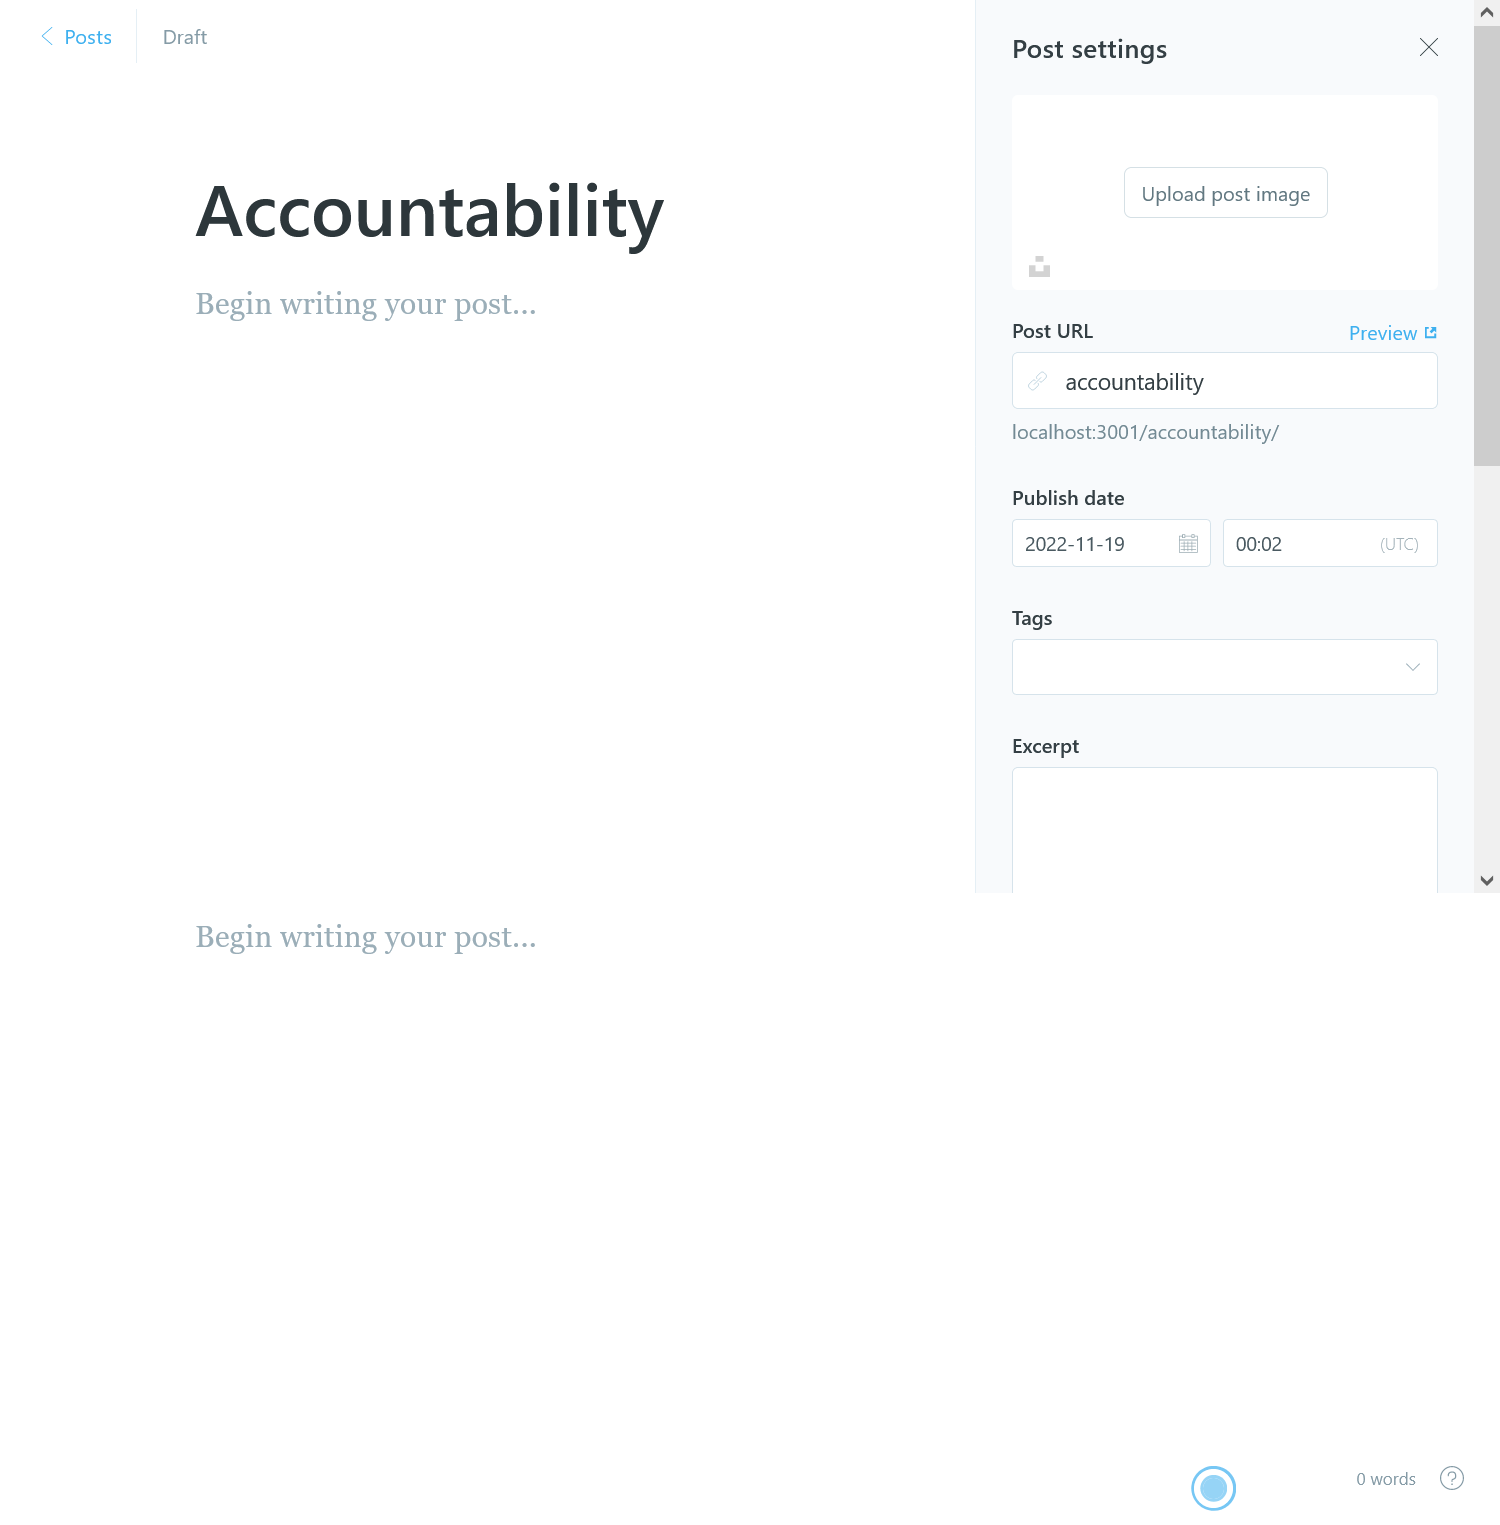 Posts
Draft
Accountability
Begin writing your post...
Post settings
Upload post image
Post URL
Preview
accountability
localhost:3001/accountability/
Publish date
2022-11-19
00:02
(UTC)
Tags
Excerpt
Begin writing your post...
0 words
?